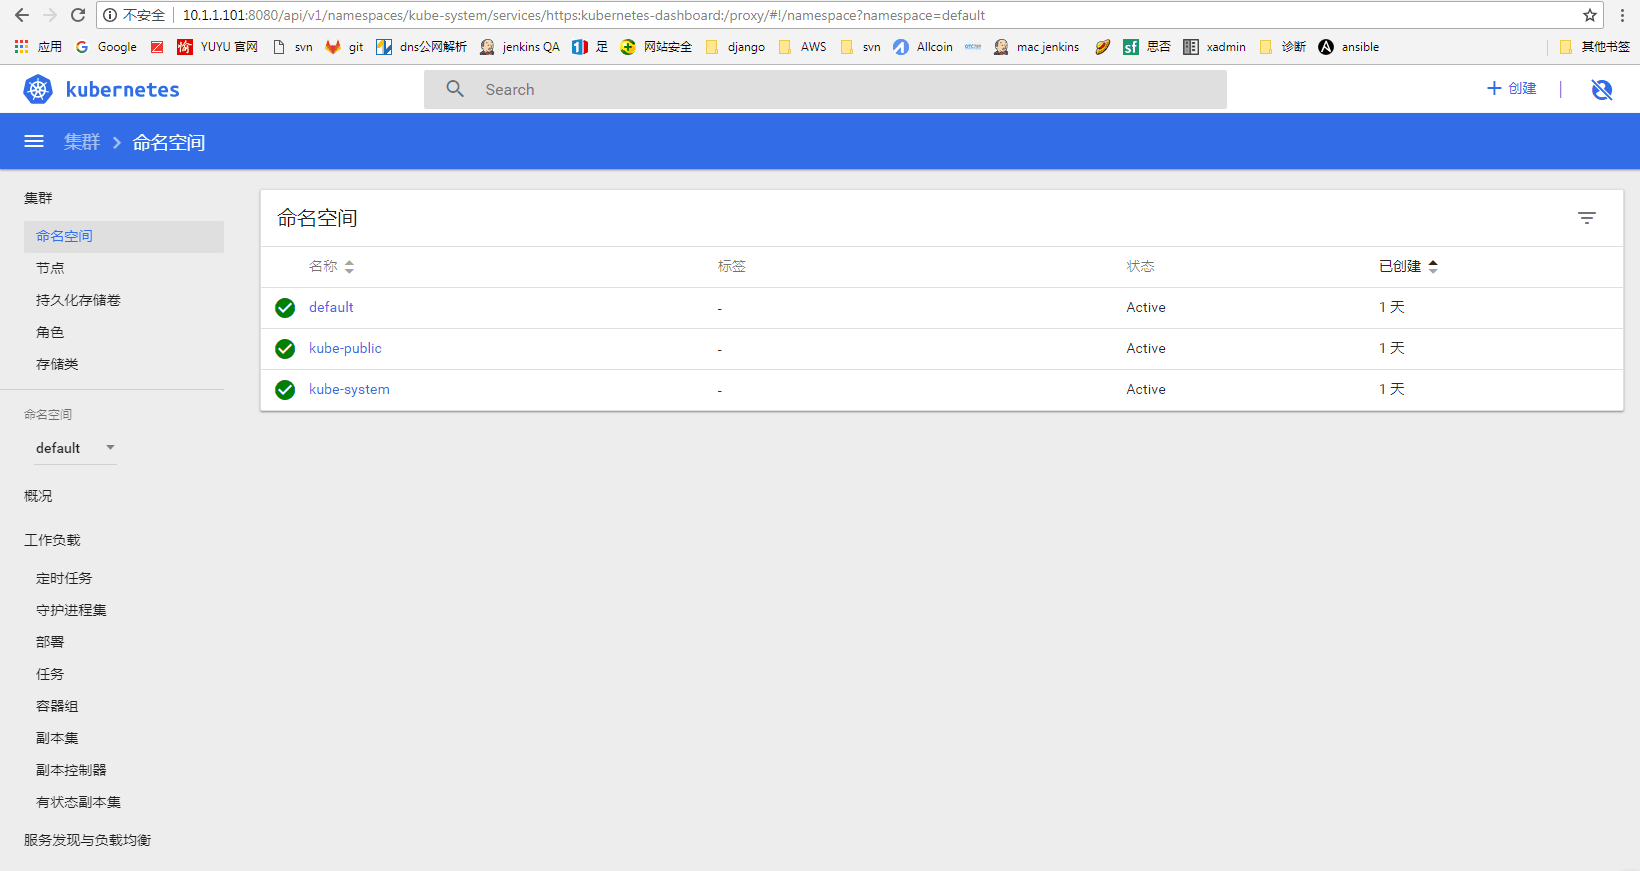 不安全 10.1.1.101:8080/api/v1/namespaces/kube-system/services/https:kubernetes-dashboard:/proxy/#!/namespace?namespace=default
应用 Google YUYU 官网 svn git dns公网解析 jenkins QA 足 网站安全 django AWS svn Allcoin mac jenkins sf 思否 xadmin 诊断 ansible 其他书签
kubernetes Search 创建
集群 命名空间
集群
命名空间
节点
持久化存储卷
角色
存储类
命名空间
default
概况
工作负载
定时任务
守护进程集
部署
任务
容器组
副本集
副本控制器
有状态副本集
服务发现与负载均衡
命名空间
名称 标签 状态 已创建
default - Active 1 天
kube-public - Active 1 天
kube-system - Active 1 天